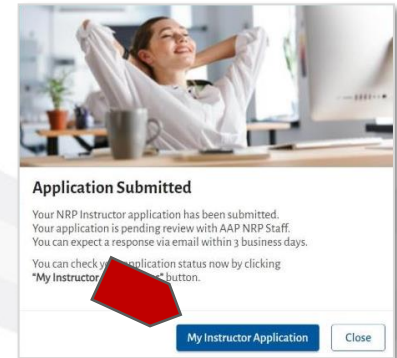 Application Submitted
Your NRP Instructor application has been submitted.
Your application is pending review with AAP NRP Staff.
You can expect a response via email within 3 business days.
You can check application status now by clicking
"My Instructor button.
My Instructor Application
Close